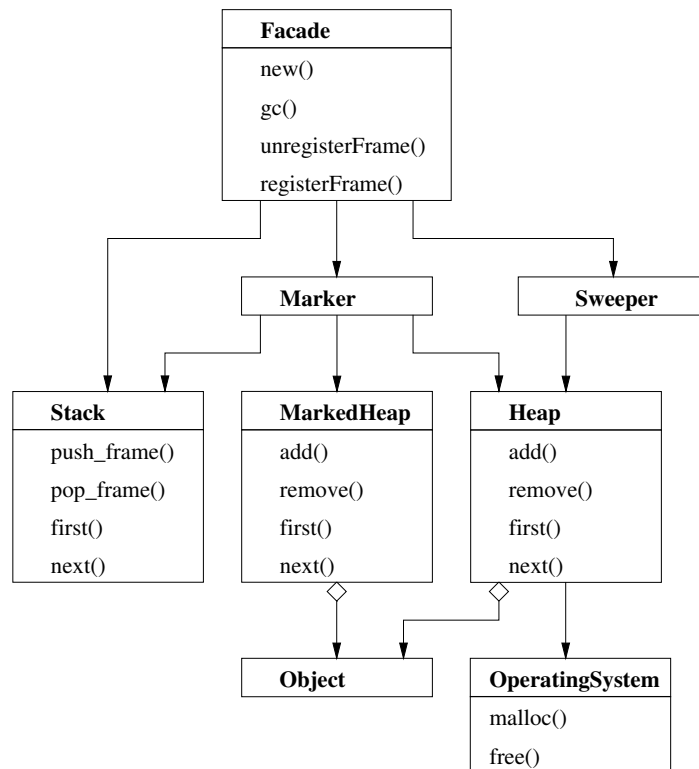 Facade
new()
gc()
unregisterFrame()
registerFrame()
Marker
Sweeper
Stack
push_frame()
pop_frame()
first()
next()
MarkedHeap
add()
remove()
first()
next()
Heap
add()
remove()
first()
next()
Object
OperatingSystem
malloc()
free()